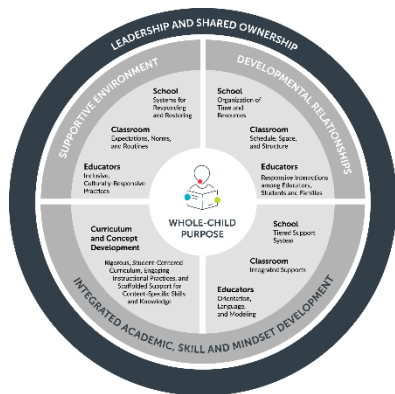 LEADERSHIP AND SHARED OWNERSHIP
SUPPORTIVE ENVIRONMENT
School
Systems for
Responding
and Restoring
Classroom
Expectations, Norms,
and Routines
Educators
Inclusive,
Culturally-Responsive
Practices
DEVELOPMENTAL RELATIONSHIPS
School
Organization of
Time and
Resources
Classroom
Schedule, Space,
and Structure
Educators
Responsive Interactions
among Educators,
Students and Families
WHOLE-CHILD
PURPOSE
Curriculum
and Concept
Development
Rigorous, Student-Centered
Curriculum, Engaging
Instructional Practices, and
Scaffolded Support for
Content-Specific Skills
and Knowledge
School
Tiered Support
System
Classroom
Integrated Supports
Educators
Orientation,
Language,
and Modeling
INTEGRATED ACADEMIC, SKILL AND MINDSET DEVELOPMENT